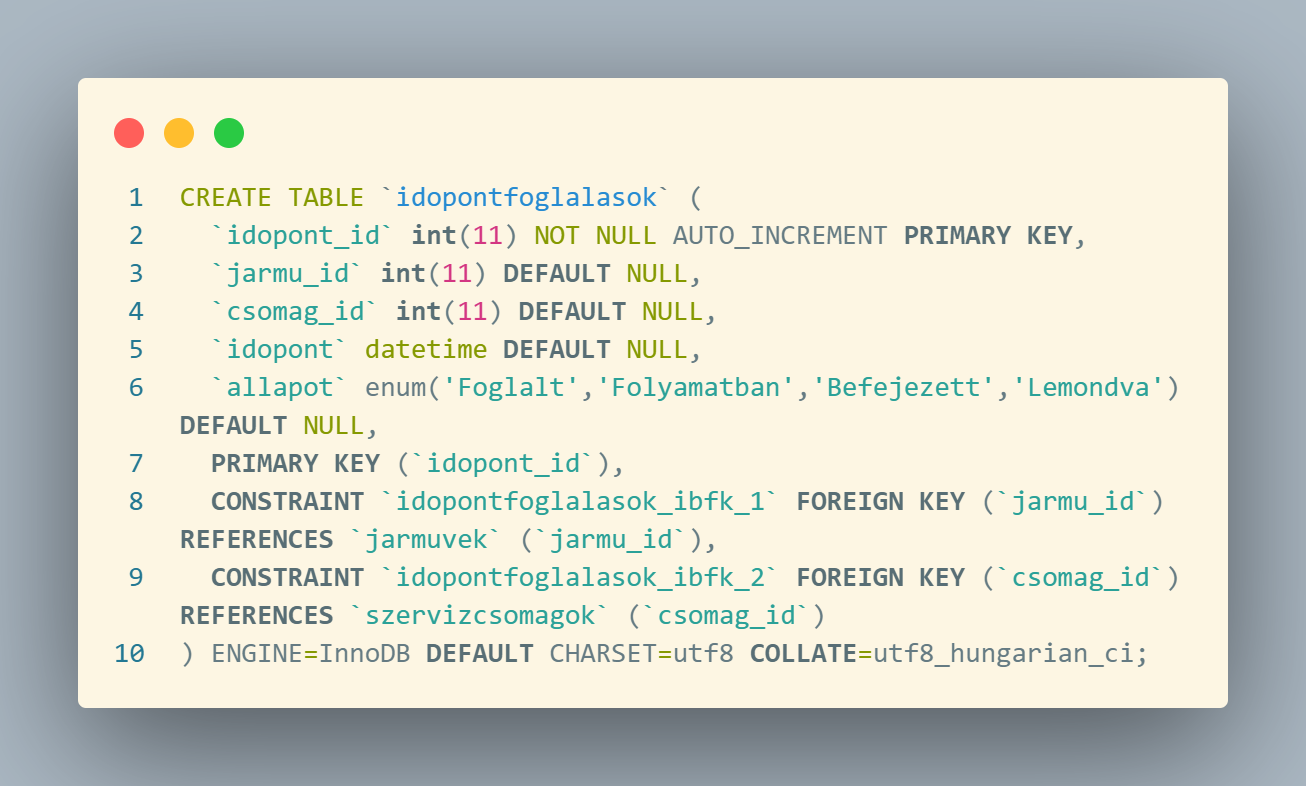 1 CREATE TABLE `idopontfoglalasok` (
2 `idopont_id` int(11) NOT NULL AUTO_INCREMENT PRIMARY KEY,
3 `jarmu_id` int(11) DEFAULT NULL,
4 `csomag_id` int(11) DEFAULT NULL,
5 `idopont` datetime DEFAULT NULL,
6 `allapot` enum('Foglalt','Folyamatban','Befejezett','Lemondva')
DEFAULT NULL,
7 PRIMARY KEY (`idopont_id`),
8 CONSTRAINT `idopontfoglalasok_ibfk_1` FOREIGN KEY (`jarmu_id`)
REFERENCES `jarmuvek` (`jarmu_id`),
9 CONSTRAINT `idopontfoglalasok_ibfk_2` FOREIGN KEY (`csomag_id`)
REFERENCES `szervizcsomagok` (`csomag_id`)
10 ) ENGINE=InnoDB DEFAULT CHARSET=utf8 COLLATE=utf8_hungarian_ci;